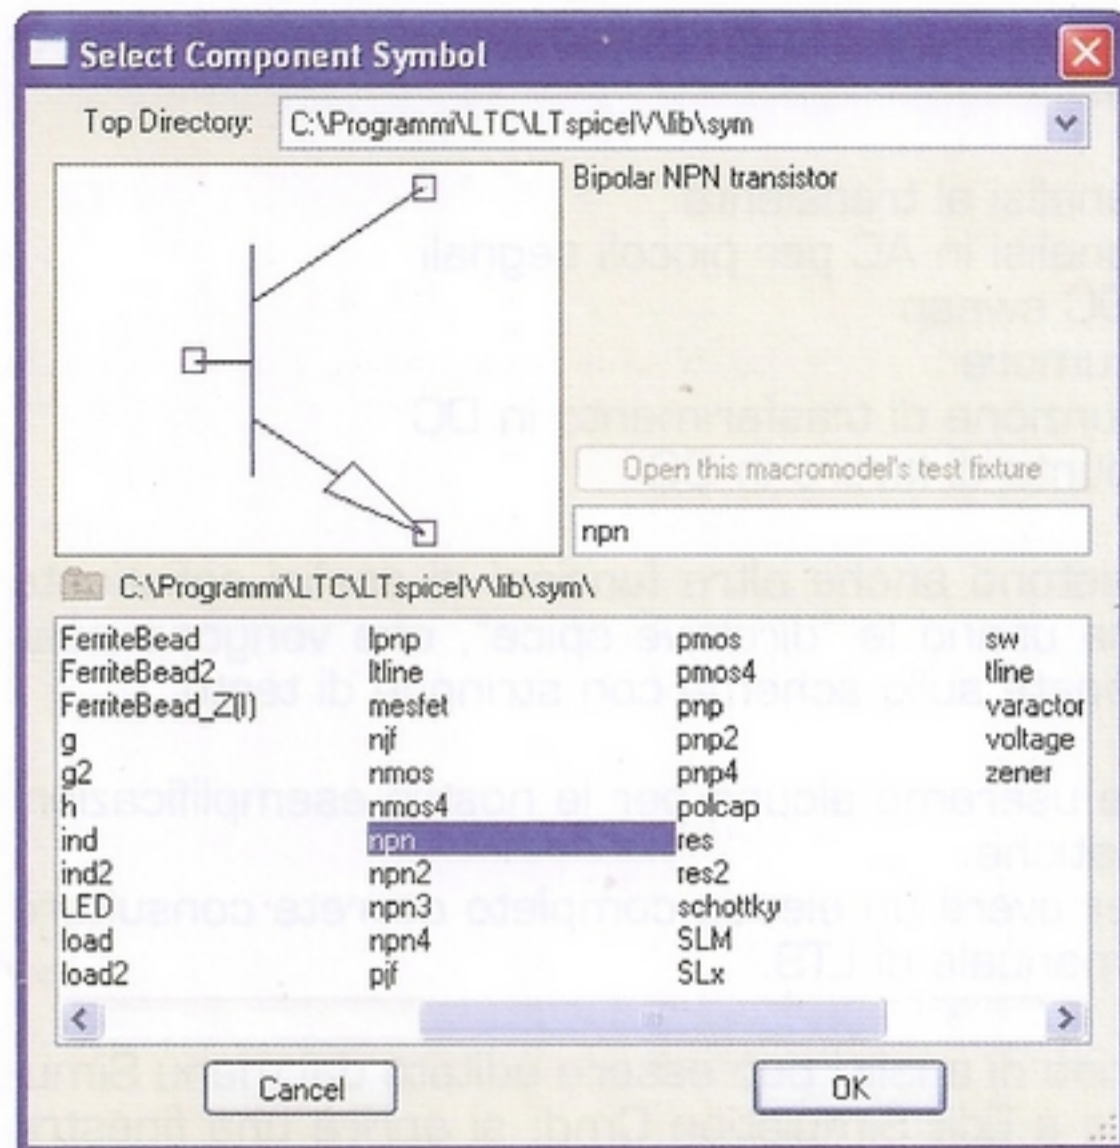 Select Component Symbol
Top Directory: C:\Programmi\LTC\LTspiceIV\lib\sym
Bipolar NPN transistor
Open this macromodel's test fixture
npn
C:\Programmi\LTC\LTspiceIV\lib\sym\
FerriteBead
FerriteBead2
FerriteBead_Z(I)
g
g2
h
ind
ind2
LED
load
load2
lpnp
ltline
mesfet
njf
nmos
nmos4
npn
npn2
npn3
npn4
pjf
pmos
pmos4
pnp
pnp2
pnp4
polcap
res
res2
schottky
SLM
SLx
sw
tline
varactor
voltage
zener
Cancel
OK